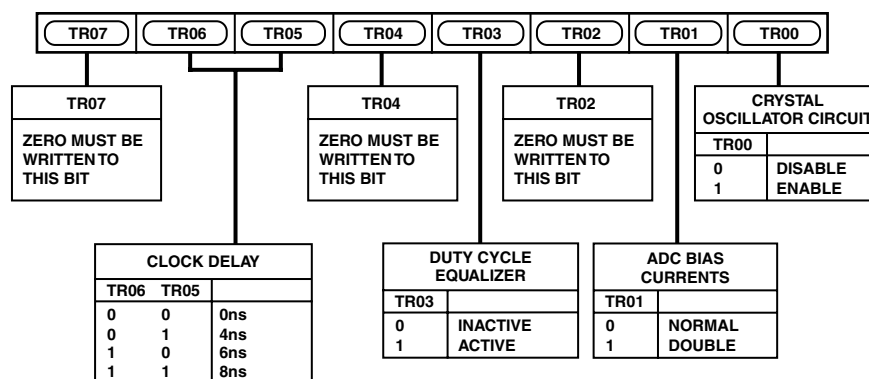 TR07 TR06 TR05 TR04 TR03 TR02 TR01 TR00
TR07
ZERO MUST BE
WRITTEN TO
THIS BIT
TR04
ZERO MUST BE
WRITTEN TO
THIS BIT
TR02
ZERO MUST BE
WRITTEN TO
THIS BIT
CRYSTAL
OSCILLATOR CIRCUIT
TR00
0 DISABLE
1 ENABLE
CLOCK DELAY
TR06 TR05
0 0 0ns
0 1 4ns
1 0 6ns
1 1 8ns
DUTY CYCLE
EQUALIZER
TR03
0 INACTIVE
1 ACTIVE
ADC BIAS
CURRENTS
TR01
0 NORMAL
1 DOUBLE